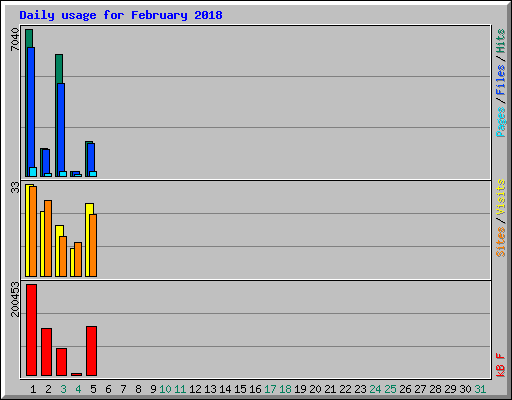 Daily usage for February 2018
7040
Pages/Files/Hits
33
Sites/Visits
200453
kB F
1 2 3 4 5 6 7 8 9 10 11 12 13 14 15 16 17 18 19 20 21 22 23 24 25 26 27 28 29 30 31